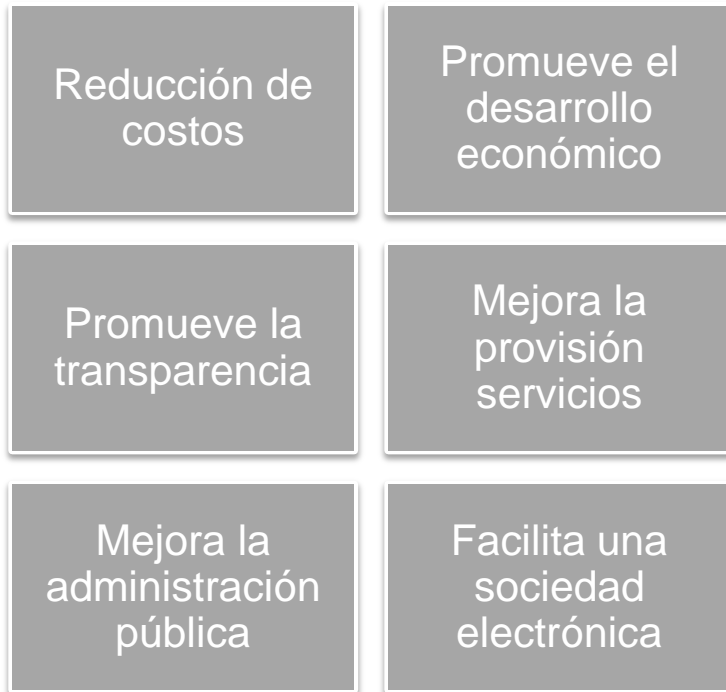 Reducción de
costos
Promueve el
desarrollo
económico
Promueve la
transparencia
Mejora la
provisión
servicios
Mejora la
administración
pública
Facilita una
sociedad
electrónica